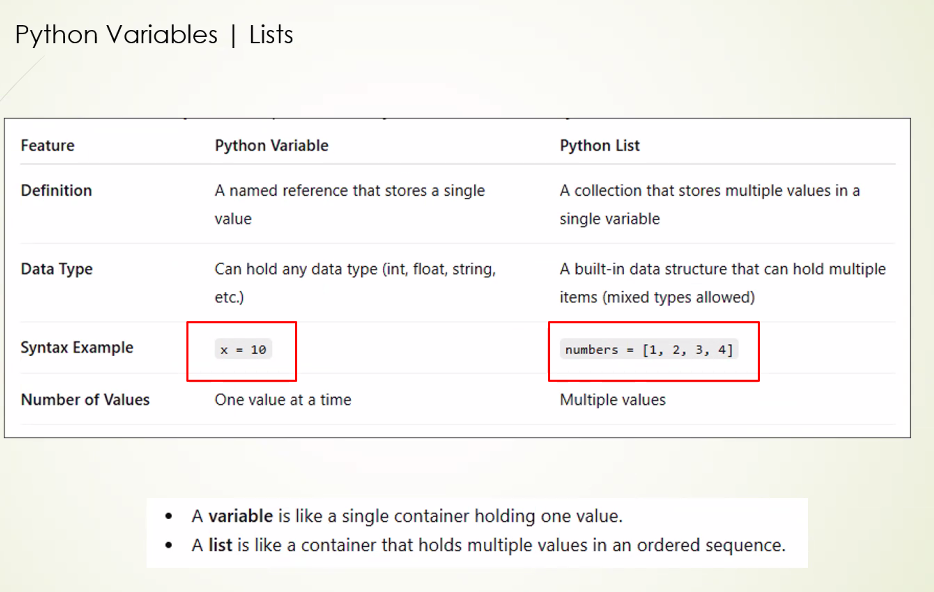 Python Variables | Lists
Feature Python Variable Python List
Definition A named reference that stores a single A collection that stores multiple values in a
value single variable
Data Type Can hold any data type (int, float, string, A built-in data structure that can hold multiple
etc.) items (mixed types allowed)
Syntax Example x = 10 numbers = [1, 2, 3, 4]
Number of Values One value at a time Multiple values
• A variable is like a single container holding one value.
• A list is like a container that holds multiple values in an ordered sequence.